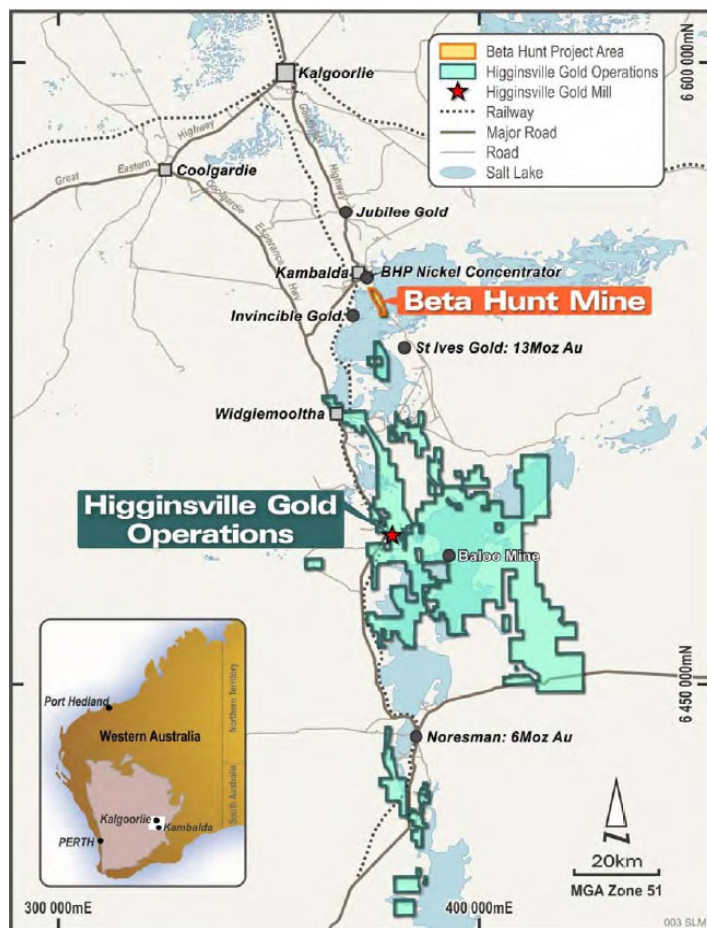 Kalgoorlie
Beta Hunt Project Area
Higginsville Gold Operations
Higginsville Gold Mill
Railway
Major Road
Road
Salt Lake
6 600 000mN
Highway
Goldfields
Great Eastern
Coolgardie
Highway
Coolgardie
Esperance Hwy
Jubilee Gold
Kambalda
BHP Nickel Concentrator
Beta Hunt Mine
Invincible Gold
St Ives Gold: 13Moz Au
Widgiemooltha
Higginsville Gold
Operations
Baloo Mine
6 450 000mN
Noresman: 6Moz Au
Port Hedland
Western Australia
Northern Territory
South Australia
Kalgoorlie
Kambalda
PERTH
N
20km
MGA Zone 51
300 000mE
400 000mE
003 SLM